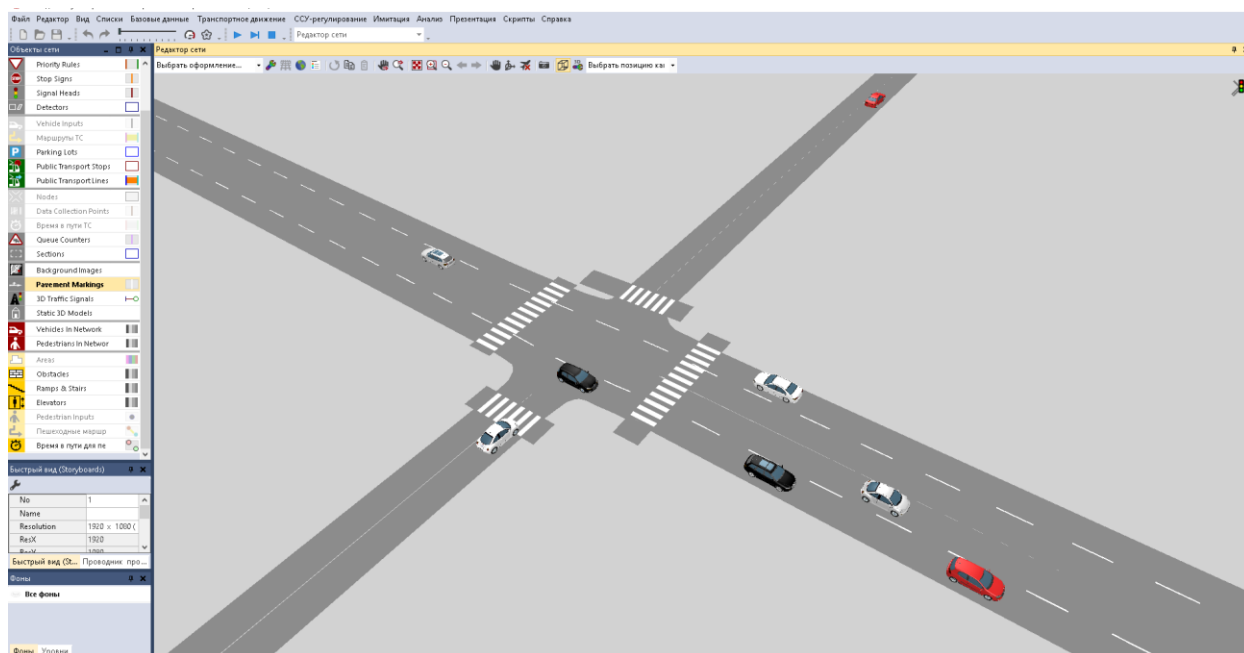 Файл Редактор Вид Списки Базовые данные Транспортное движение ССУ-регулирование Имитация Анализ Презентация Скрипты Справка
Редактор сети
Объекты сети
Редактор сети
Выбрать оформление...
Выбрать позицию ка
Priority Rules
Stop Signs
Signal Heads
Detectors
Vehicle Inputs
Маршруты ТС
Parking Lots
Public Transport Stops
Public Transport Lines
Nodes
Data Collection Points
Время в пути ТС
Queue Counters
Sections
Background Images
Pavement Markings
3D Traffic Signals
Static 3D Models
Vehicles In Network
Pedestrians In Networ
Areas
Obstacles
Ramps & Stairs
Elevators
Pedestrian Inputs
Пешеходные маршр
Время в пути для пе
Быстрый вид (Storyboards)
No 1
Name
Resolution 1920 x 1080 (
ResX 1920
Быстрый вид (St... Проводник про...
Фоны
Все фоны
Фоны Уровни